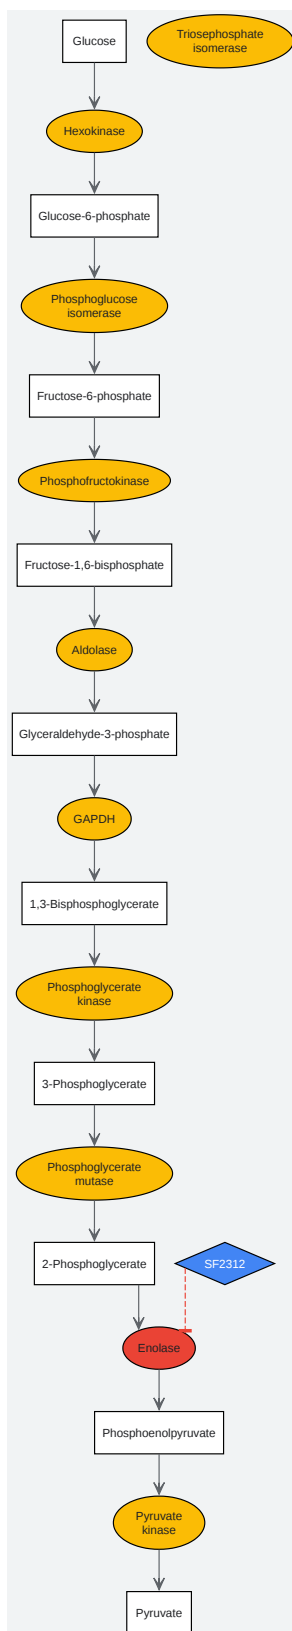 Glucose
Triosephosphate
isomerase
Hexokinase
Glucose-6-phosphate
Phosphoglucose
isomerase
Fructose-6-phosphate
Phosphofructokinase
Fructose-1,6-bisphosphate
Aldolase
Glyceraldehyde-3-phosphate
GAPDH
1,3-Bisphosphoglycerate
Phosphoglycerate
kinase
3-Phosphoglycerate
Phosphoglycerate
mutase
2-Phosphoglycerate
SF2312
Enolase
Phosphoenolpyruvate
Pyruvate
kinase
Pyruvate